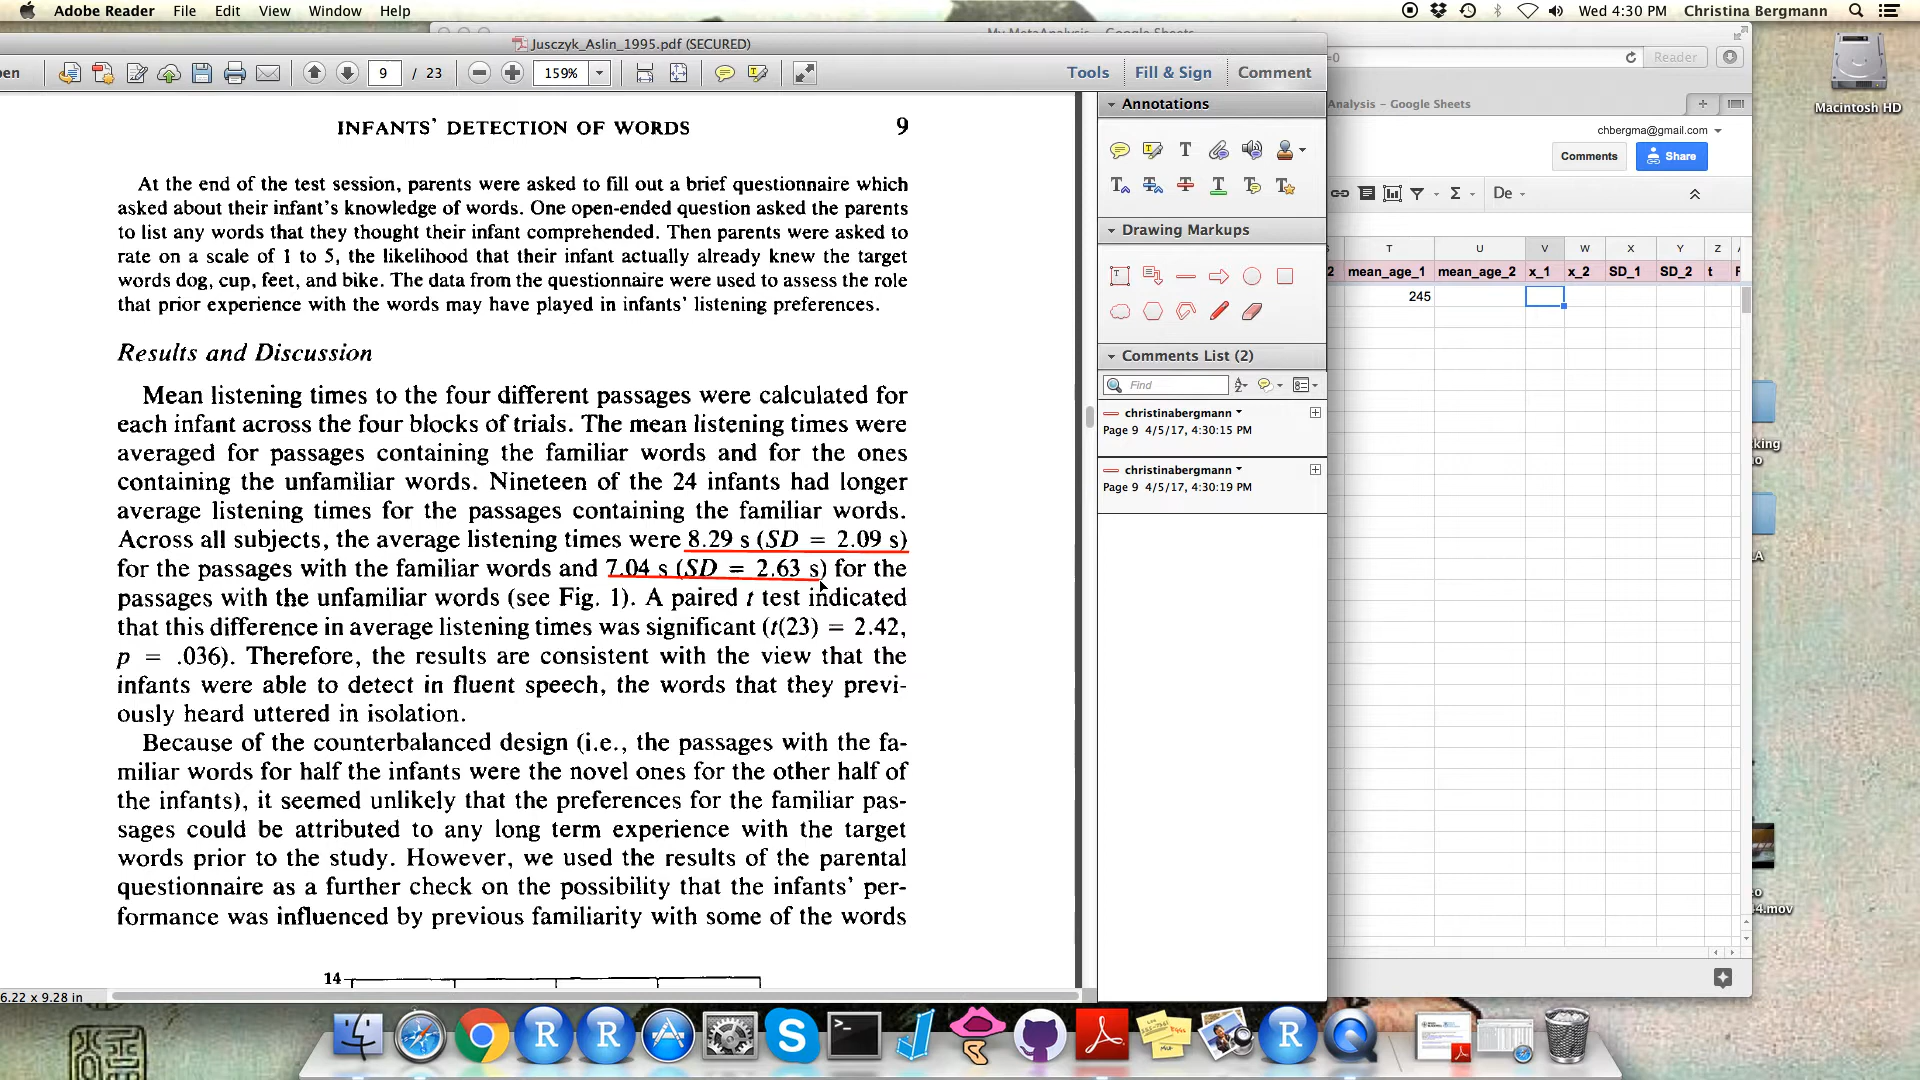 Adobe Reader File Edit View Window Help
Wed 4:30 PM Christina Bergmann
Jusczyk_Aslin_1995.pdf (SECURED)
9 / 23 159% Tools Fill & Sign Comment
Reader
Analysis – Google Sheets
Macintosh HD
chbergma@gmail.com
Comments Share
INFANTS' DETECTION OF WORDS 9
At the end of the test session, parents were asked to fill out a brief questionnaire which
asked about their infant's knowledge of words. One open-ended question asked the parents
to list any words that they thought their infant comprehended. Then parents were asked to
rate on a scale of 1 to 5, the likelihood that their infant actually already knew the target
words dog, cup, feet, and bike. The data from the questionnaire were used to assess the role
that prior experience with the words may have played in infants' listening preferences.
Results and Discussion
Mean listening times to the four different passages were calculated for
each infant across the four blocks of trials. The mean listening times were
averaged for passages containing the familiar words and for the ones
containing the unfamiliar words. Nineteen of the 24 infants had longer
average listening times for the passages containing the familiar words.
Across all subjects, the average listening times were 8.29 s (SD = 2.09 s)
for the passages with the familiar words and 7.04 s (SD = 2.63 s) for the
passages with the unfamiliar words (see Fig. 1). A paired t test indicated
that this difference in average listening times was significant (t(23) = 2.42,
p = .036). Therefore, the results are consistent with the view that the
infants were able to detect in fluent speech, the words that they previ-
ously heard uttered in isolation.
Because of the counterbalanced design (i.e., the passages with the fa-
miliar words for half the infants were the novel ones for the other half of
the infants), it seemed unlikely that the preferences for the familiar pas-
sages could be attributed to any long term experience with the target
words prior to the study. However, we used the results of the parental
questionnaire as a further check on the possibility that the infants' per-
formance was influenced by previous familiarity with some of the words
14
6.22 x 9.28 in
Annotations
Drawing Markups
Comments List (2)
Find
christinabergmann
Page 9 4/5/17, 4:30:15 PM
christinabergmann
Page 9 4/5/17, 4:30:19 PM
De
T U V W X Y Z
mean_age_1 mean_age_2 x_1 x_2 SD_1 SD_2 t
245